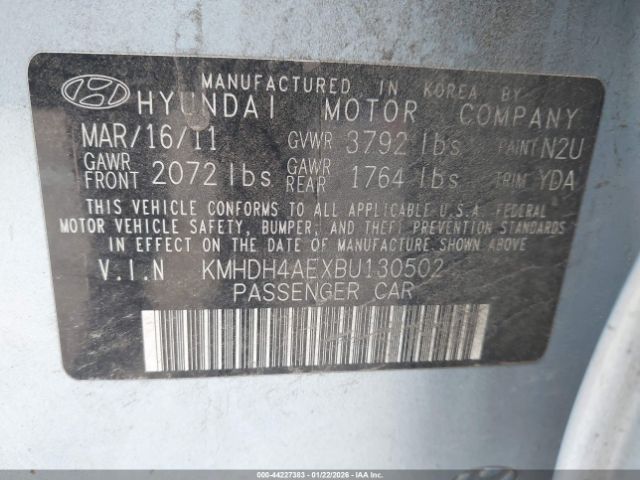 MANUFACTURED IN KOREA BY
HYUNDAI MOTOR COMPANY
MAR/16/11 GVWR 3792 lbs PAINT N2U
GAWR FRONT 2072 lbs GAWR REAR 1764 lbs TRIM YDA
THIS VEHICLE CONFORMS TO ALL APPLICABLE U.S.A. FEDERAL
MOTOR VEHICLE SAFETY, BUMPER, AND THEFT PREVENTION STANDARDS
IN EFFECT ON THE DATE OF MANUFACTURE SHOWN ABOVE.
V.I.N KMHDH4AEXBU130502
PASSENGER CAR
000-44227383 | 01/22/2026 | IAA Inc.